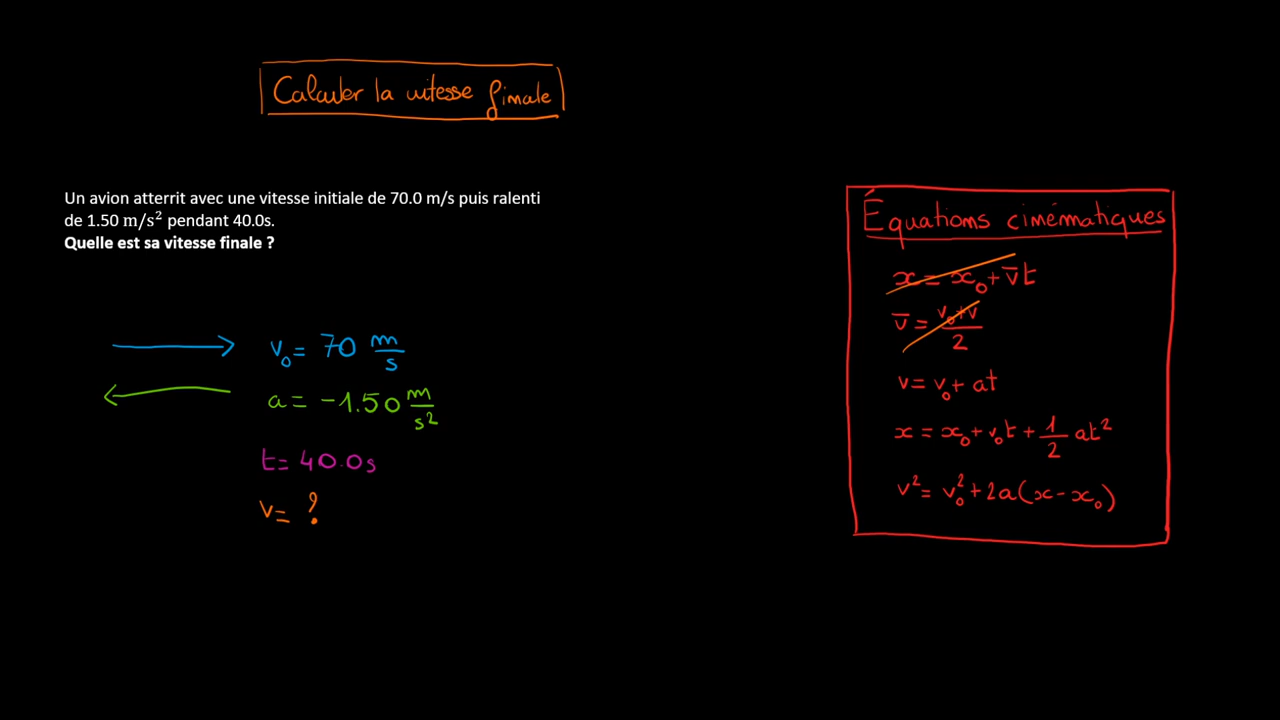 Calculer la vitesse finale
Un avion atterrit avec une vitesse initiale de 70.0 m/s puis ralenti
de 1.50 m/s² pendant 40.0s.
Quelle est sa vitesse finale ?
v₀ = 70 m/s
a = -1.50 m/s²
t = 40.0s
v = ?
Équations cinématiques
x = x₀ + v̅t
v̅ = (v₀+v)/2
v = v₀ + at
x = x₀ + v₀t + 1/2 at²
v² = v₀² + 2a(x - x₀)